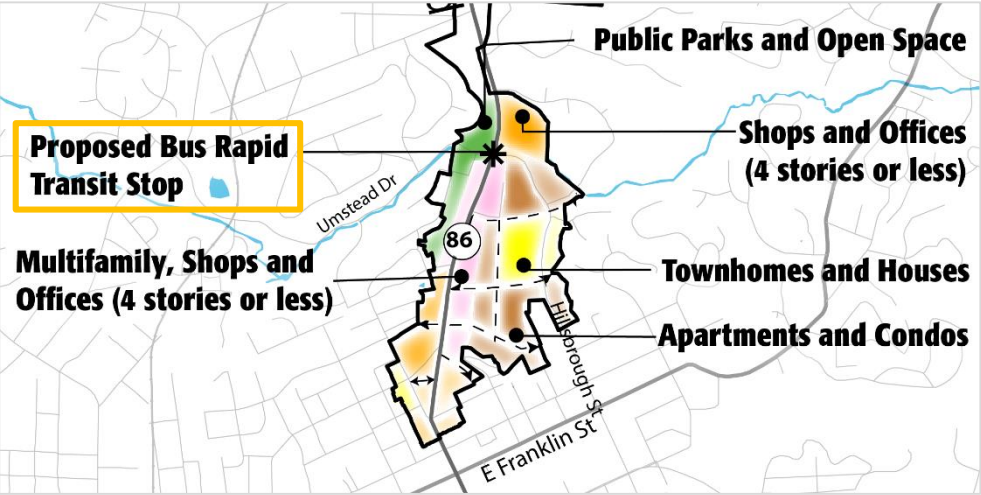 Public Parks and Open Space
Proposed Bus Rapid
Transit Stop
Shops and Offices
(4 stories or less)
Umstead Dr
86
Multifamily, Shops and
Offices (4 stories or less)
Townhomes and Houses
Hillsbrough St
Apartments and Condos
E Franklin St